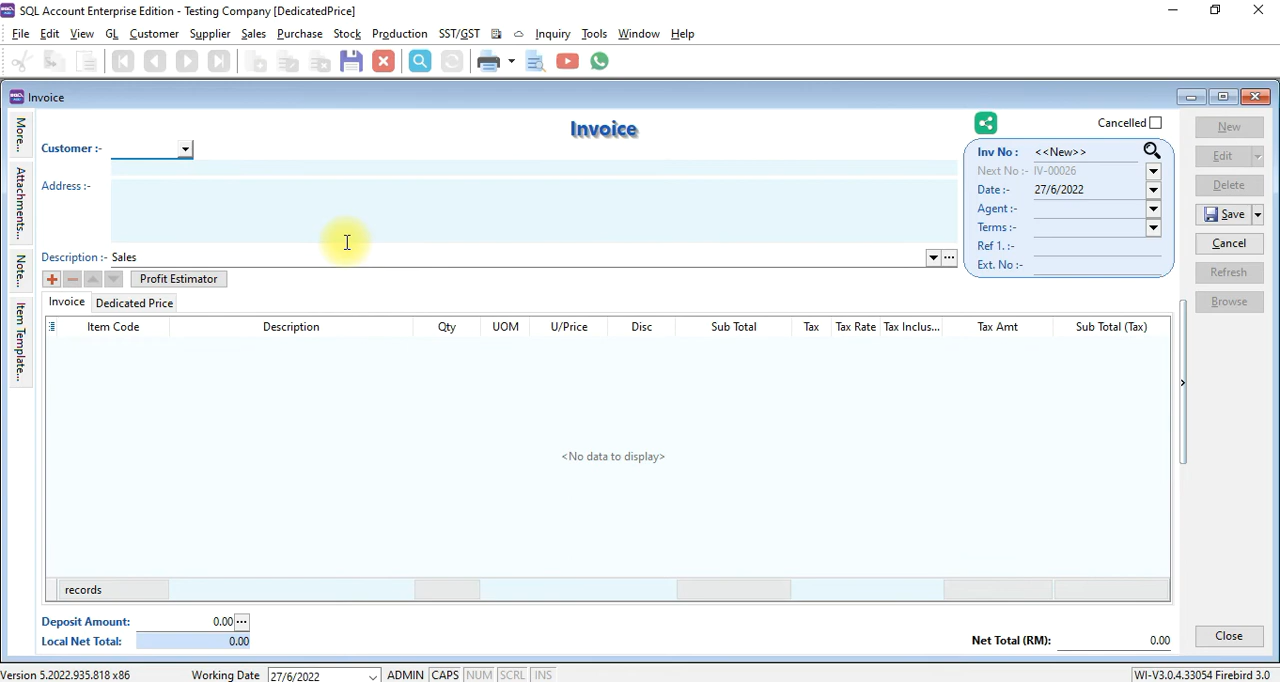 SQL Account Enterprise Edition - Testing Company [DedicatedPrice]
File Edit View GL Customer Supplier Sales Purchase Stock Production SST/GST Inquiry Tools Window Help
Invoice
Invoice
Cancelled
More...
Attachments...
Note...
Item Template...
Customer :-
Address :-
Description :- Sales
Inv No : <<New>>
Next No :- IV-00026
Date :- 27/6/2022
Agent :-
Terms :-
Ref 1. :-
Ext. No :-
New
Edit
Delete
Save
Cancel
Refresh
Browse
Profit Estimator
Invoice Dedicated Price
Item Code Description Qty UOM U/Price Disc Sub Total Tax Tax Rate Tax Inclus... Tax Amt Sub Total (Tax)
<No data to display>
records
Deposit Amount: 0.00
Local Net Total: 0.00
Net Total (RM): 0.00
Close
Version 5.2022.935.818 x86 Working Date 27/6/2022 ADMIN CAPS NUM SCRL INS WI-V3.0.4.33054 Firebird 3.0